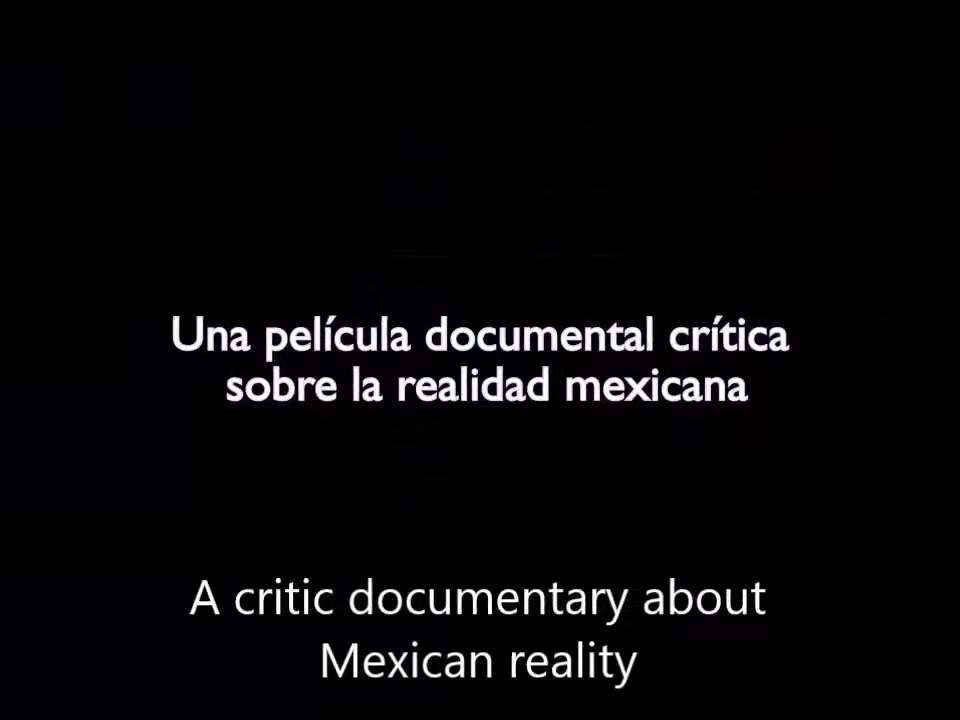 Una película documental crítica
sobre la realidad mexicana
A critic documentary about
Mexican reality